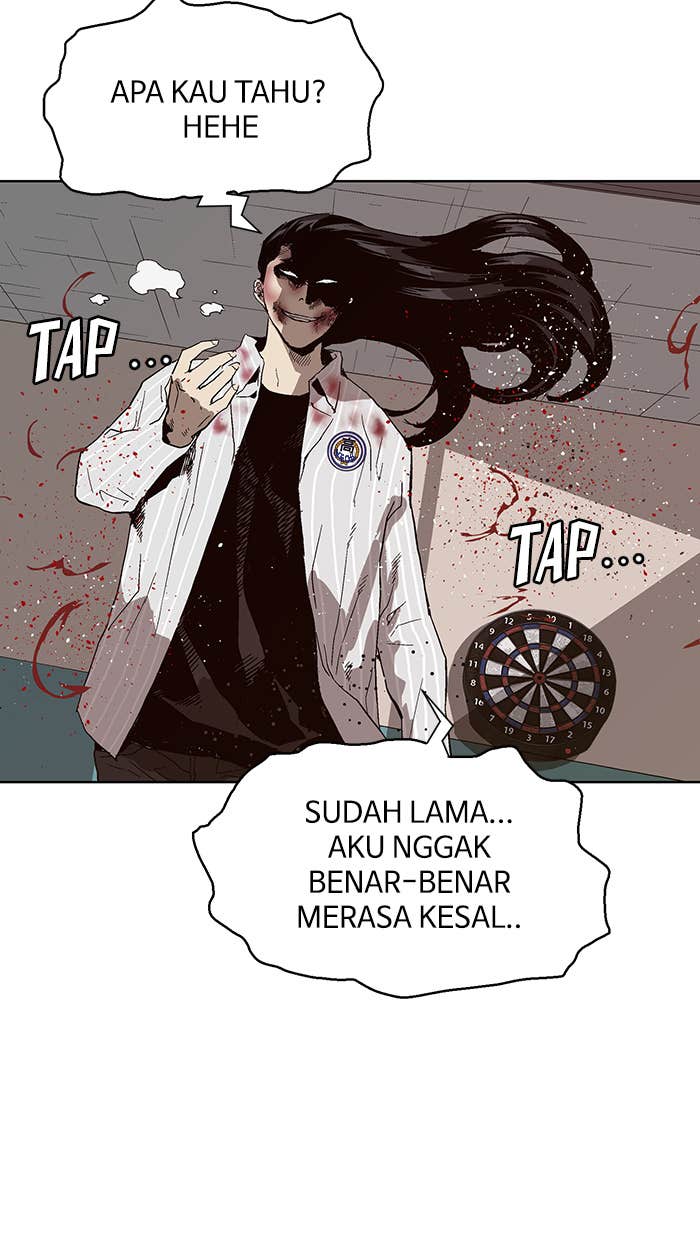 APA KAU TAHU?
HEHE
TAP ...
TAP...
SUDAH LAMA...
AKU NGGAK
BENAR-BENAR
MERASA KESAL..